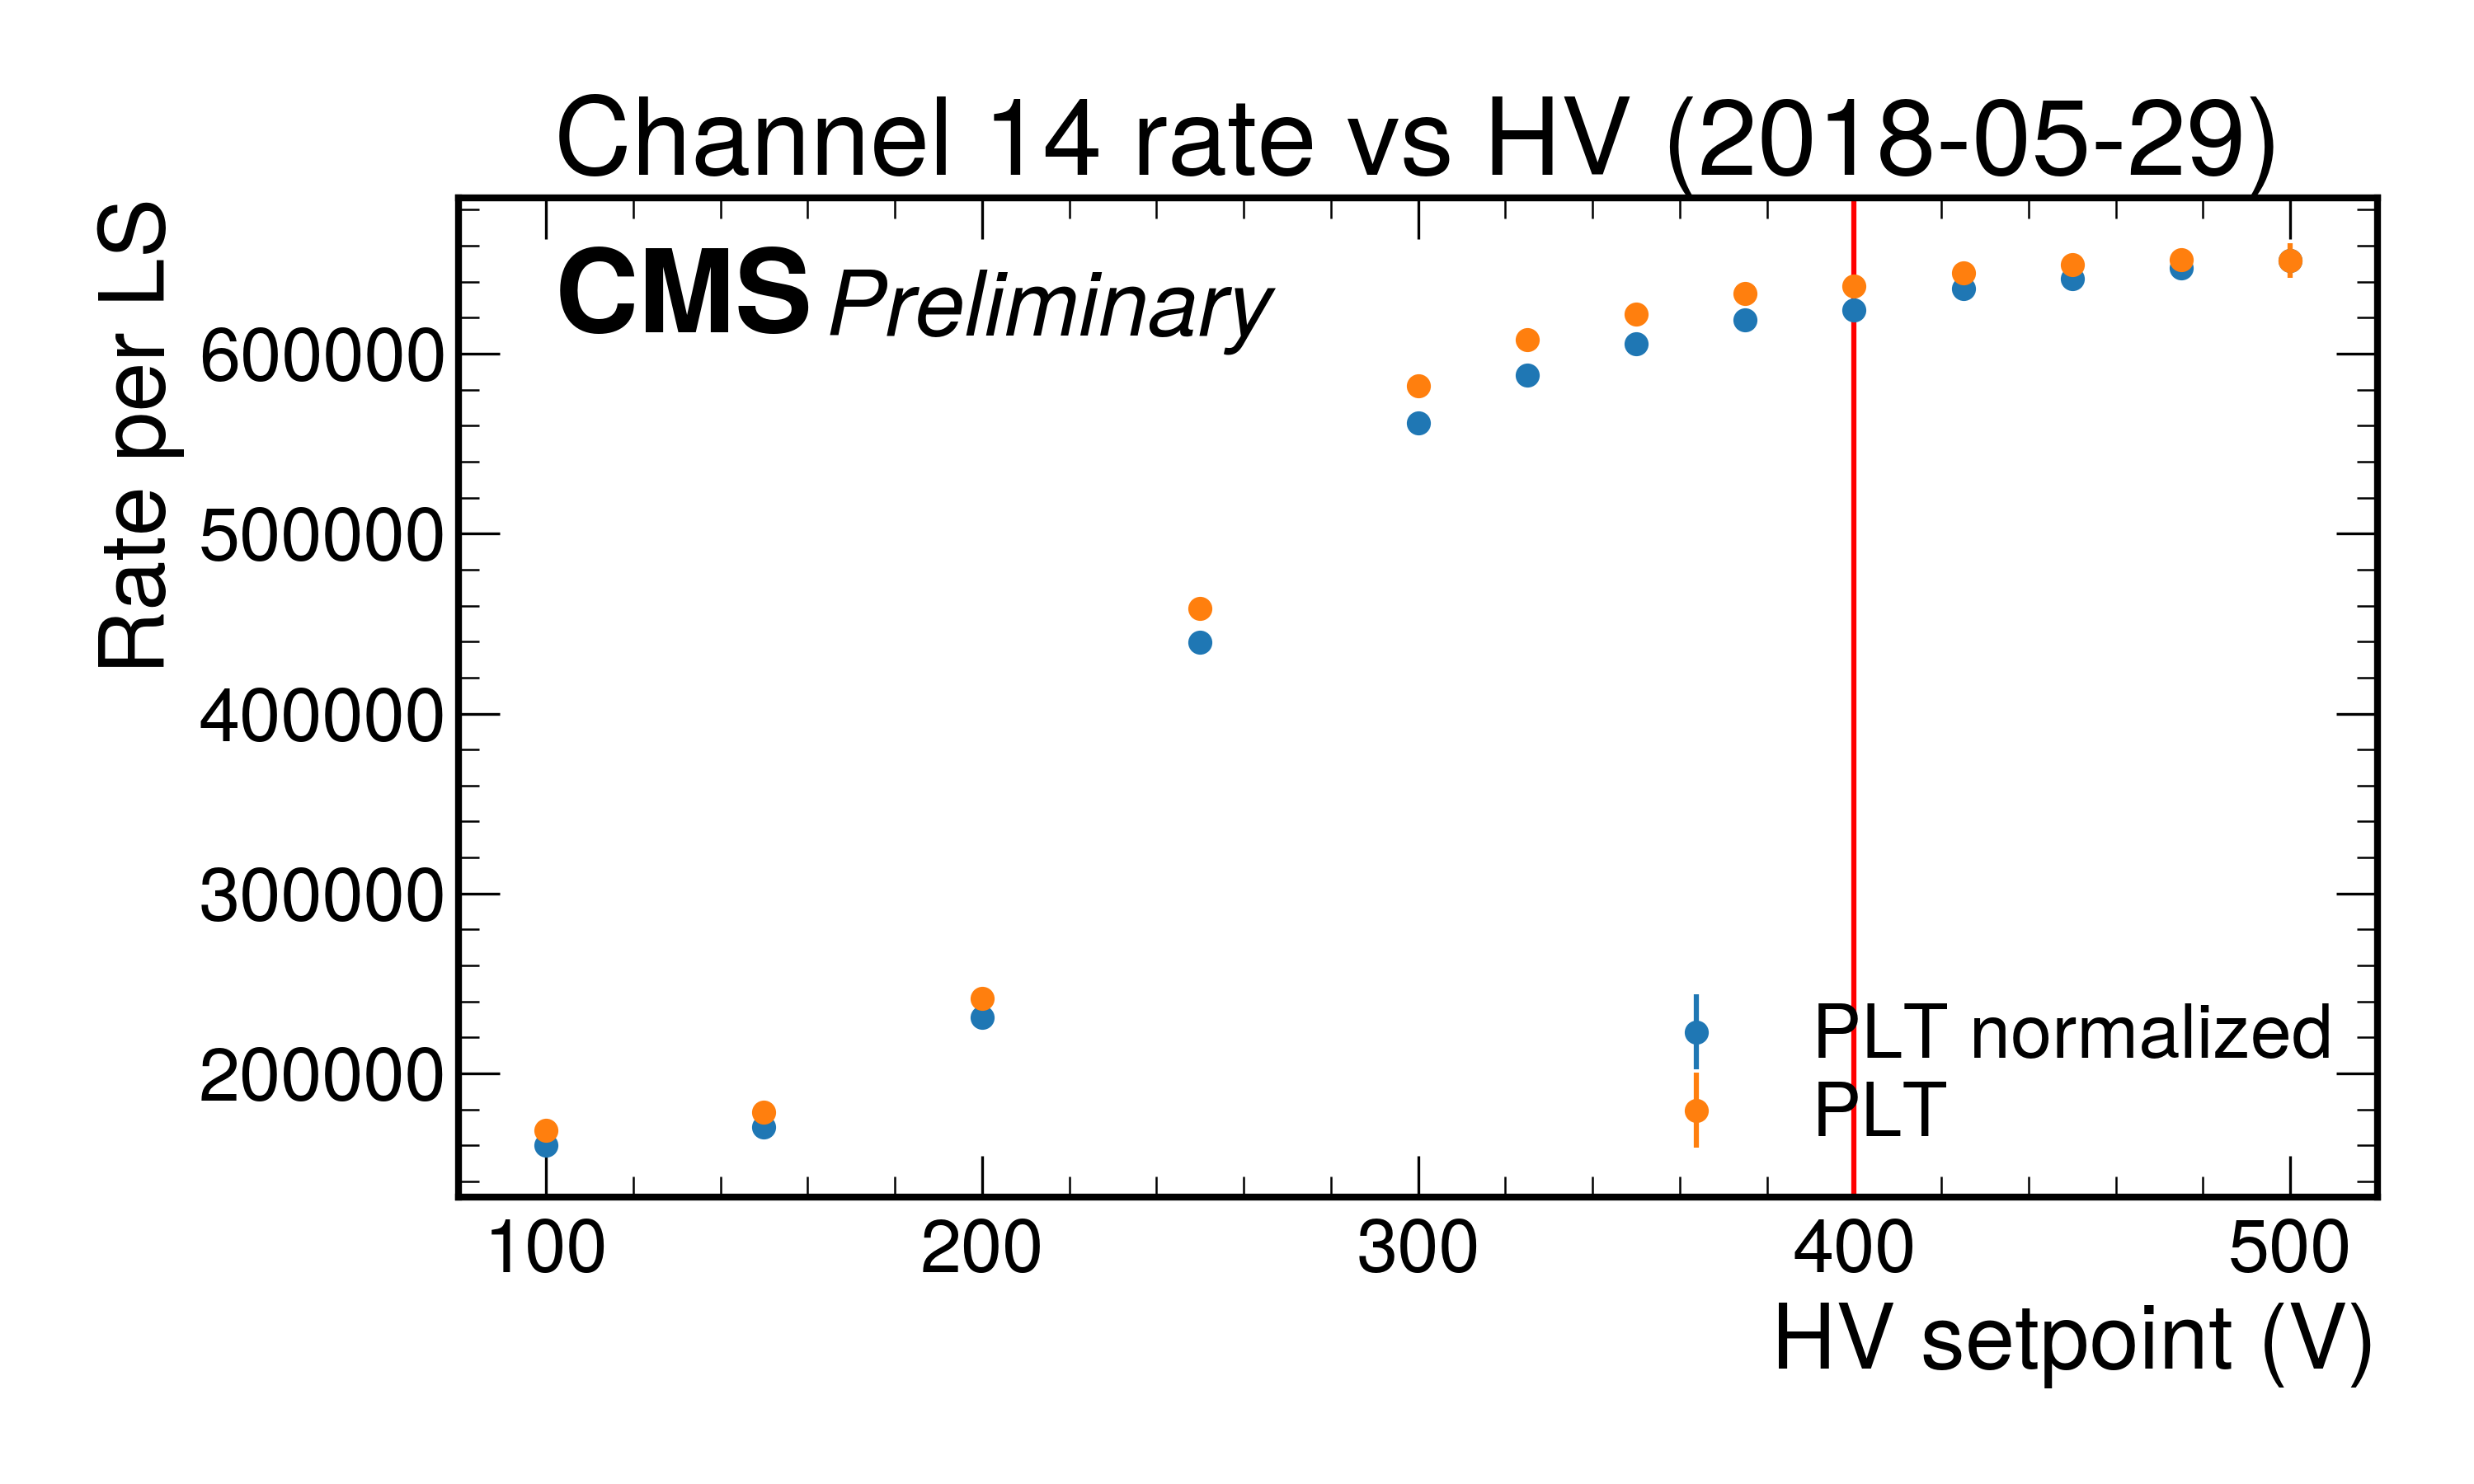 Channel 14 rate vs HV (2018-05-29)
CMS Preliminary
Rate per LS
600000
500000
400000
300000
200000
PLT normalized
PLT
100 200 300 400 500
HV setpoint (V)